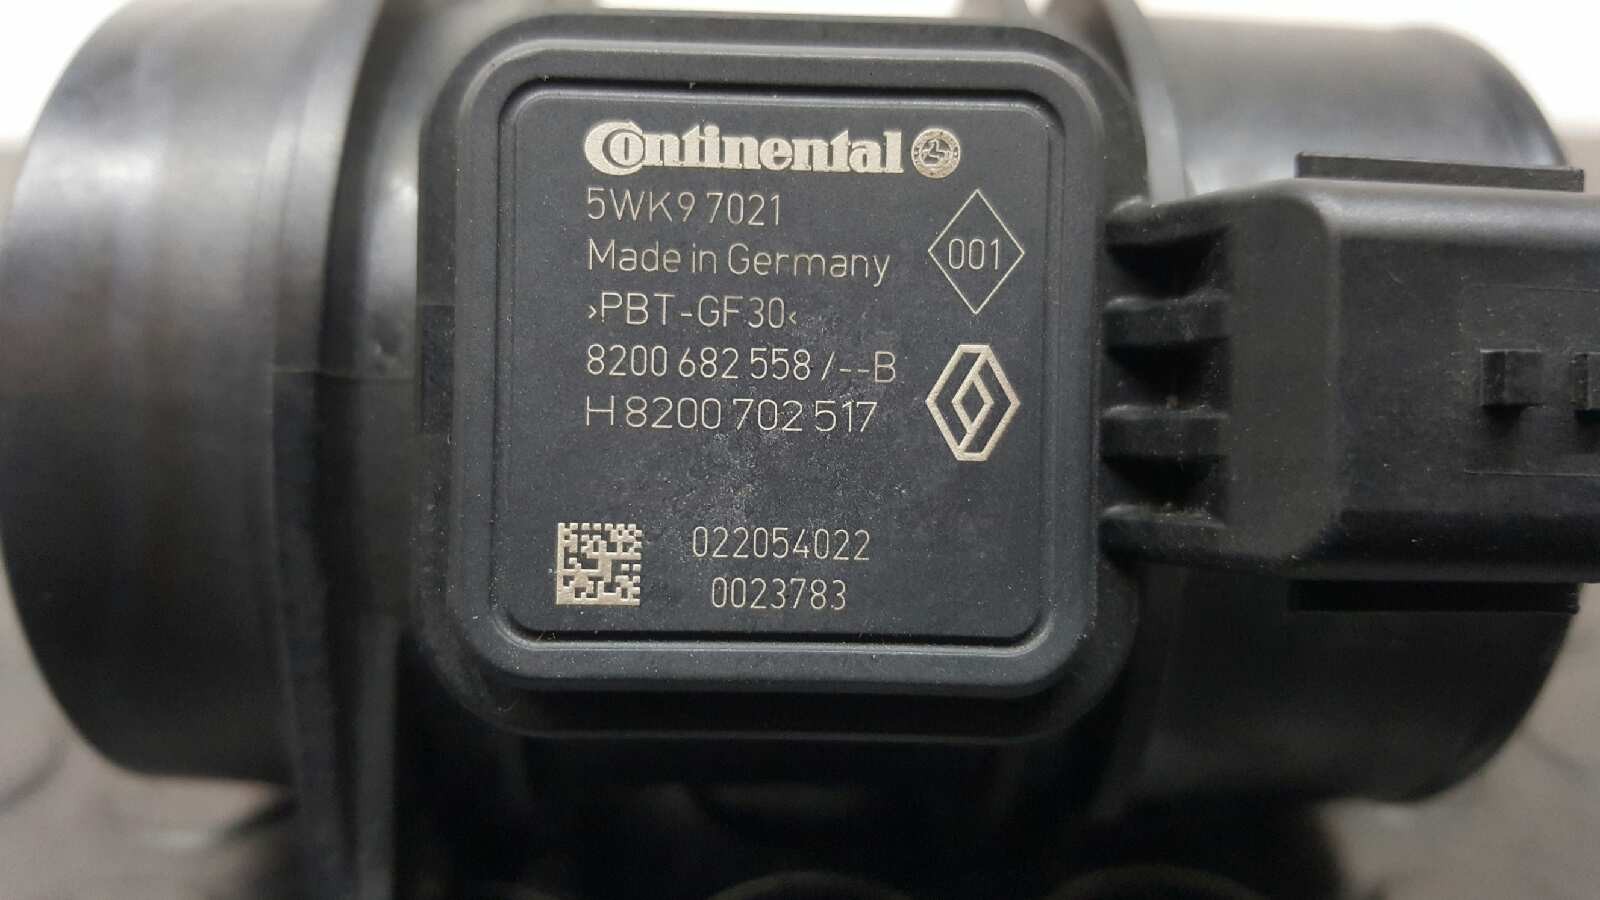 Continental
5WK9 7021
Made in Germany
001
›PBT-GF30‹
8200 682 558 /--B
H 8200 702 517
022054022
0023783